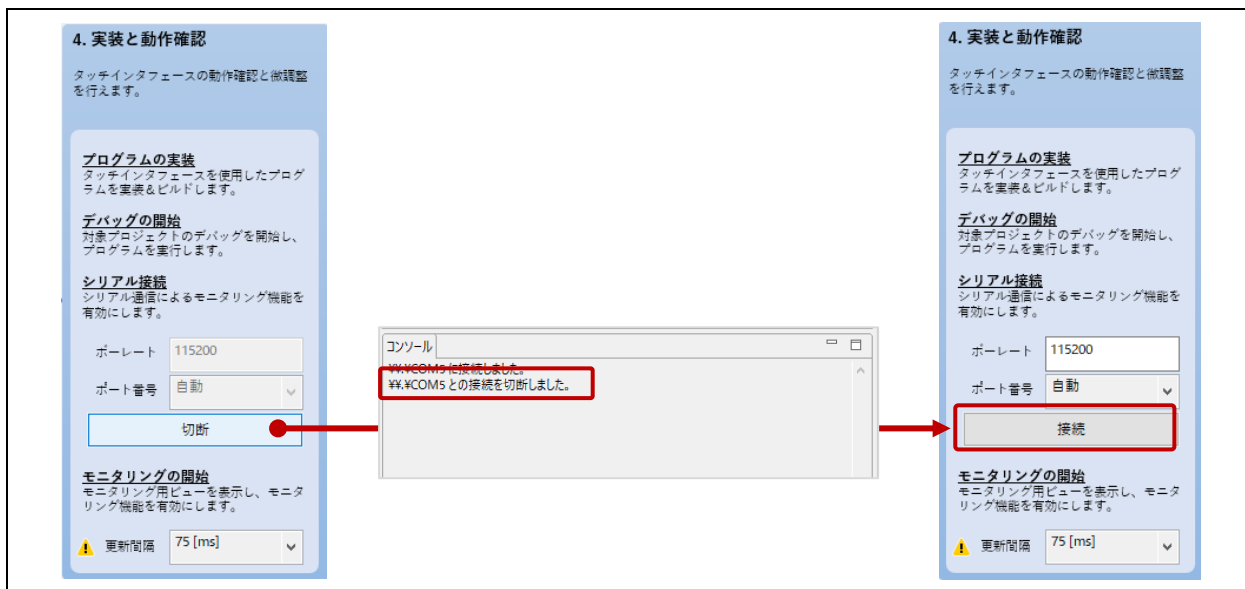 4. 実装と動作確認
タッチインタフェースの動作確認と微調整
を行えます。
プログラムの実装
タッチインタフェースを使用したプログ
ラムを実装&ビルドします。
デバッグの開始
対象プロジェクトのデバッグを開始し、
プログラムを実行します。
シリアル接続
シリアル通信によるモニタリング機能を
有効にします。
ボーレート 115200
ポート番号 自動
切断
モニタリングの開始
モニタリング用ビューを表示し、モニタ
リング機能を有効にします。
更新間隔 75 [ms]
コンソール
¥¥.¥COM5 に接続しました。
¥¥.¥COM5 との接続を切断しました。
4. 実装と動作確認
タッチインタフェースの動作確認と微調整
を行えます。
プログラムの実装
タッチインタフェースを使用したプログ
ラムを実装&ビルドします。
デバッグの開始
対象プロジェクトのデバッグを開始し、
プログラムを実行します。
シリアル接続
シリアル通信によるモニタリング機能を
有効にします。
ボーレート 115200
ポート番号 自動
接続
モニタリングの開始
モニタリング用ビューを表示し、モニタ
リング機能を有効にします。
更新間隔 75 [ms]